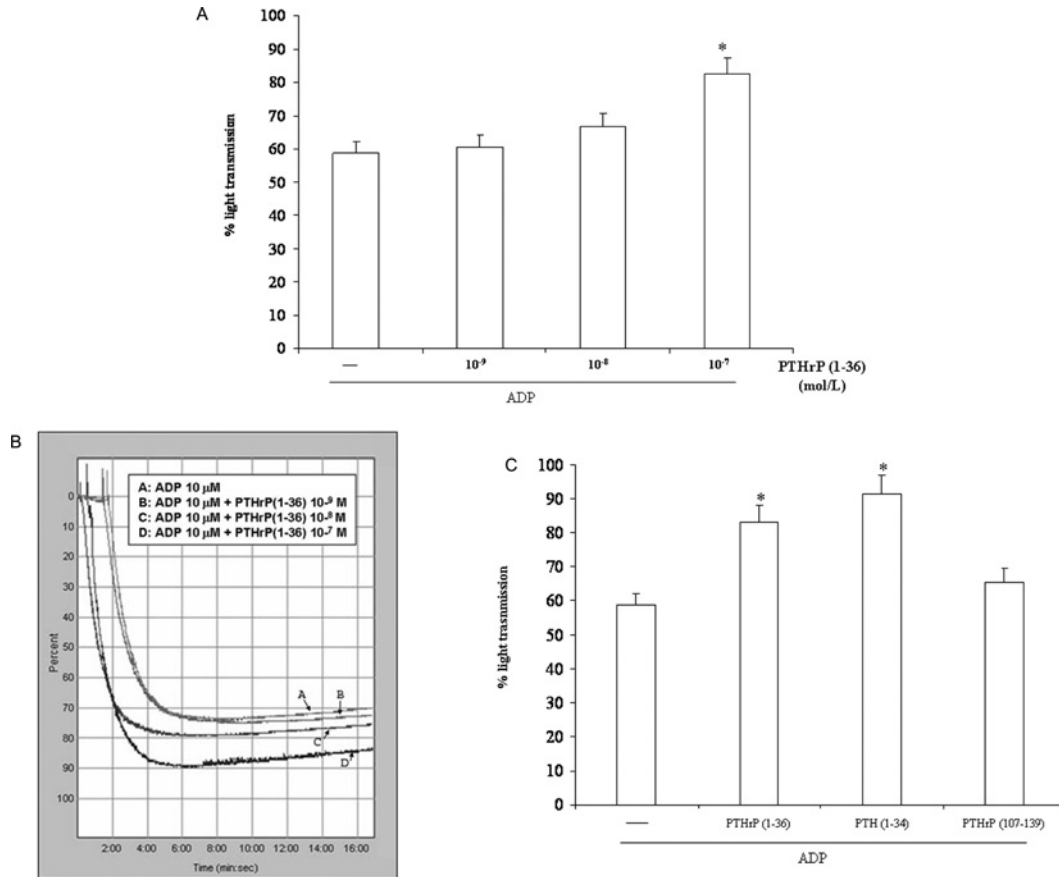 A
100
90
80
70
60
50
40
30
20
10
0
% light transmission
*
— 10⁻⁹ 10⁻⁸ 10⁻⁷ PTHrP (1-36)
(mol/L)
ADP
B
A: ADP 10 µM
B: ADP 10 µM + PTHrP(1-36) 10-⁹ M
C: ADP 10 µM + PTHrP(1-36) 10-⁸ M
D: ADP 10 µM + PTHrP(1-36) 10-⁷ M
0
10
20
30
40
50
60
70
80
90
100
Percent
A
B
C
D
2:00 4:00 6:00 8:00 10:00 12:00 14:00 16:00
Time (min:sec)
C
100
90
80
70
60
50
40
30
20
10
0
% light trasnmission
*
*
— PTHrP (1-36) PTH (1-34) PTHrP (107-139)
ADP